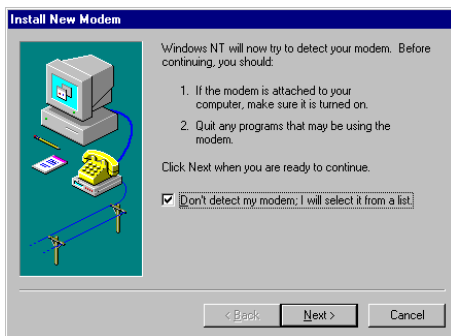 Install New Modem
Windows NT will now try to detect your modem. Before
continuing, you should:
1. If the modem is attached to your
computer, make sure it is turned on.
2. Quit any programs that may be using the
modem.
Click Next when you are ready to continue.
Don't detect my modem; I will select it from a list.
< Back
Next >
Cancel